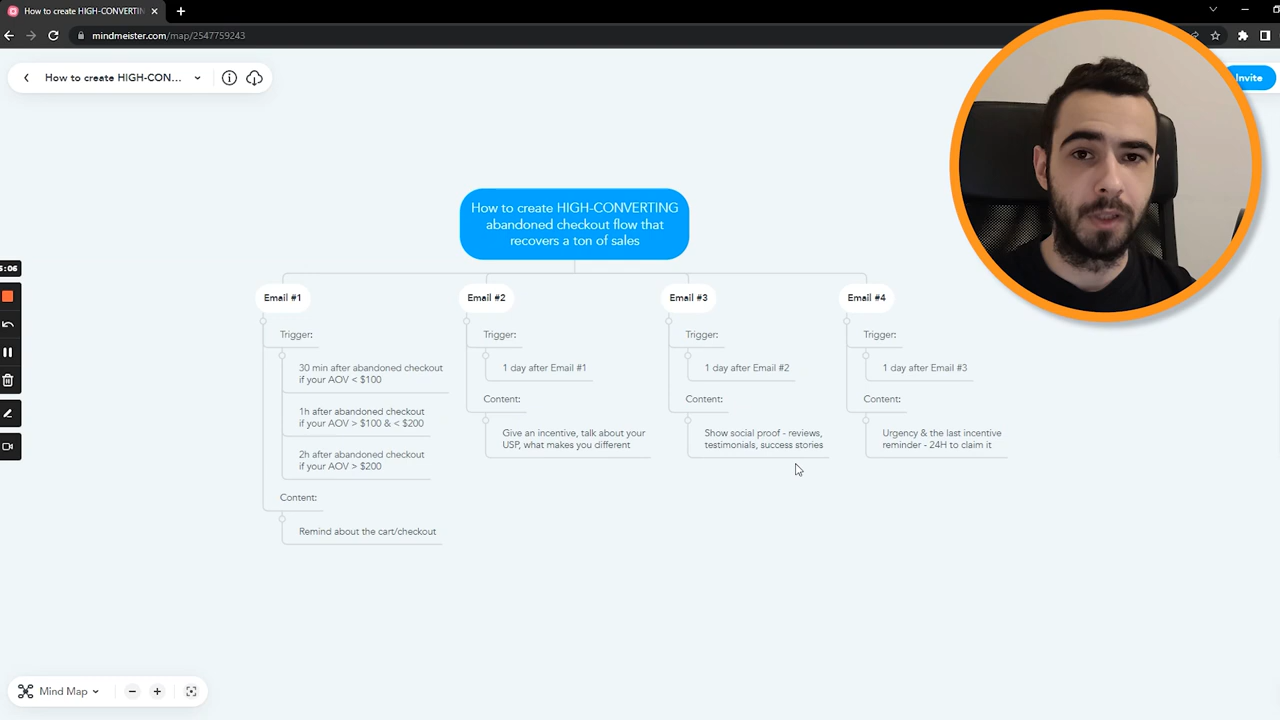 How to create HIGH-CONVERTING
mindmeister.com/map/2547759243
How to create HIGH-CON...
Invite
How to create HIGH-CONVERTING
abandoned checkout flow that
recovers a ton of sales
5:06
Email #1
Email #2
Email #3
Email #4
Trigger:
Trigger:
Trigger:
Trigger:
30 min after abandoned checkout
if your AOV < $100
1 day after Email #1
1 day after Email #2
1 day after Email #3
1h after abandoned checkout
if your AOV > $100 & < $200
Content:
Content:
Content:
Give an incentive, talk about your
USP, what makes you different
Show social proof - reviews,
testimonials, success stories
Urgency & the last incentive
reminder - 24H to claim it
2h after abandoned checkout
if your AOV > $200
Content:
Remind about the cart/checkout
Mind Map